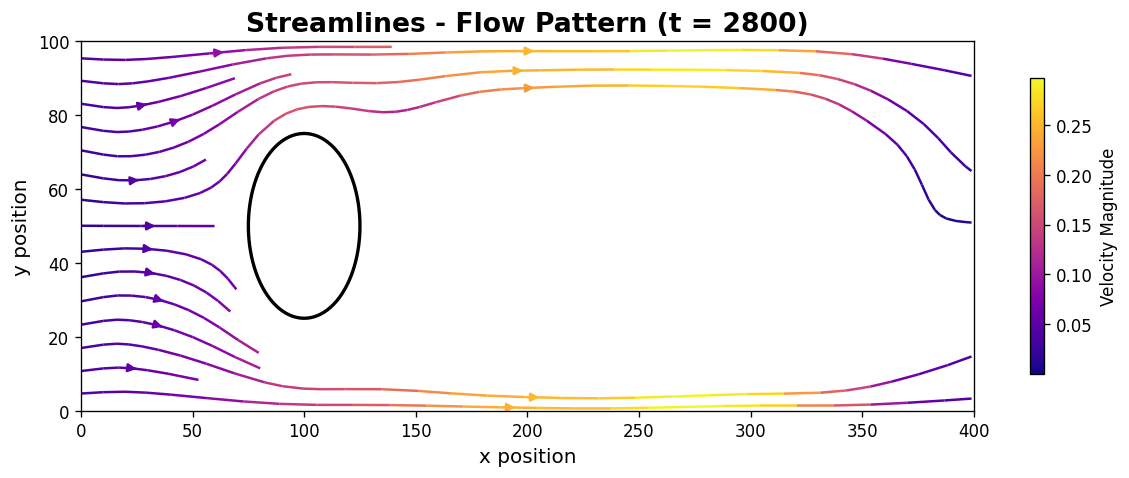 Streamlines - Flow Pattern (t = 2800)
100
80
60
40
20
0
y position
0 50 100 150 200 250 300 350 400
x position
0.25
0.20
0.15
0.10
0.05
Velocity Magnitude